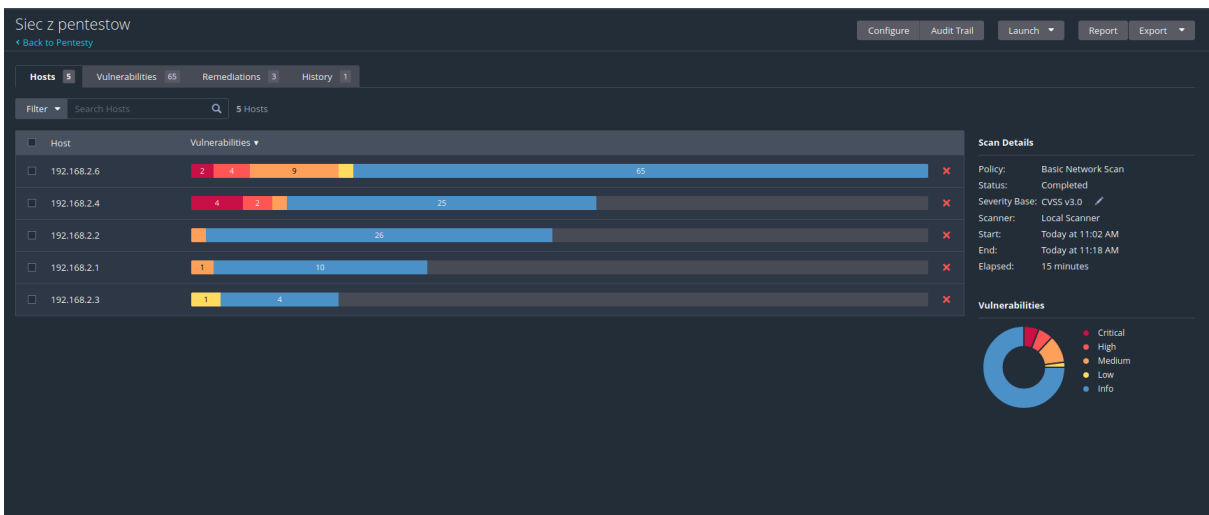 Siec z pentestow
Back to Pentesty
Configure Audit Trail Launch Report Export
Hosts 5 Vulnerabilities 65 Remediations 3 History 1
Filter Search Hosts 5 Hosts
Host Vulnerabilities
192.168.2.6 2 4 9 65
192.168.2.4 4 2 25
192.168.2.2 26
192.168.2.1 1 10
192.168.2.3 1 4
Scan Details
Policy: Basic Network Scan
Status: Completed
Severity Base: CVSS v3.0
Scanner: Local Scanner
Start: Today at 11:02 AM
End: Today at 11:18 AM
Elapsed: 15 minutes
Vulnerabilities
Critical
High
Medium
Low
Info